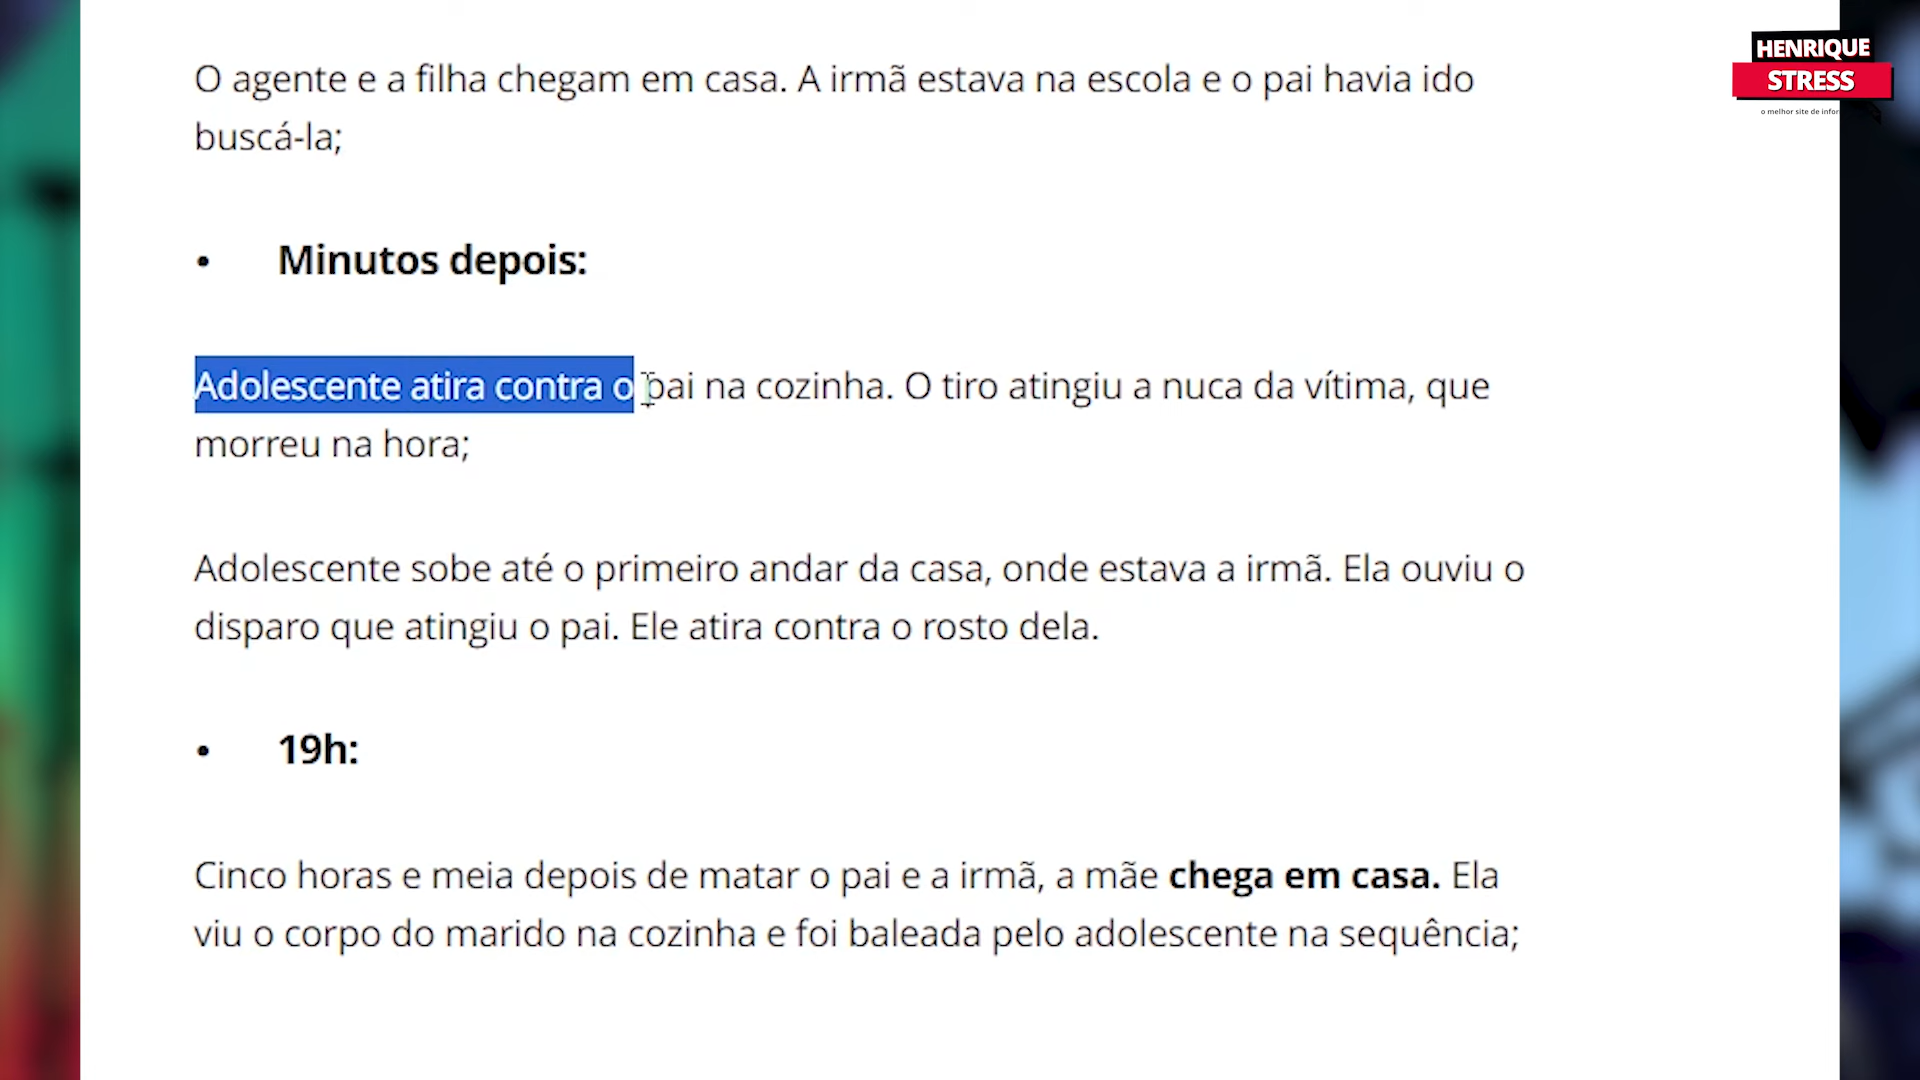 HENRIQUE
STRESS
o melhor site de infor
O agente e a filha chegam em casa. A irmã estava na escola e o pai havia ido
buscá-la;
• Minutos depois:
Adolescente atira contra o pai na cozinha. O tiro atingiu a nuca da vítima, que
morreu na hora;
Adolescente sobe até o primeiro andar da casa, onde estava a irmã. Ela ouviu o
disparo que atingiu o pai. Ele atira contra o rosto dela.
• 19h:
Cinco horas e meia depois de matar o pai e a irmã, a mãe chega em casa. Ela
viu o corpo do marido na cozinha e foi baleada pelo adolescente na sequência;